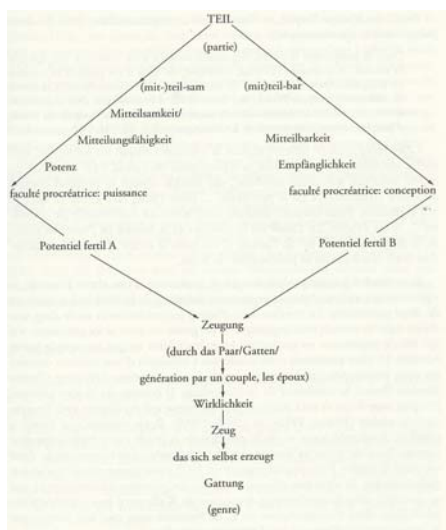 TEIL
(partie)
(mit-)teil-sam (mit)teil-bar
Mitteilsamkeit/
Mitteilungsfähigkeit Mitteilbarkeit
Potenz Empfänglichkeit
faculté procréatrice: puissance faculté procréatrice: conception
Potentiel fertil A Potentiel fertil B
Zeugung
(durch das Paar/Gatten/
génération par un couple, les époux)
Wirklichkeit
Zeug
das sich selbst erzeugt
Gattung
(genre)